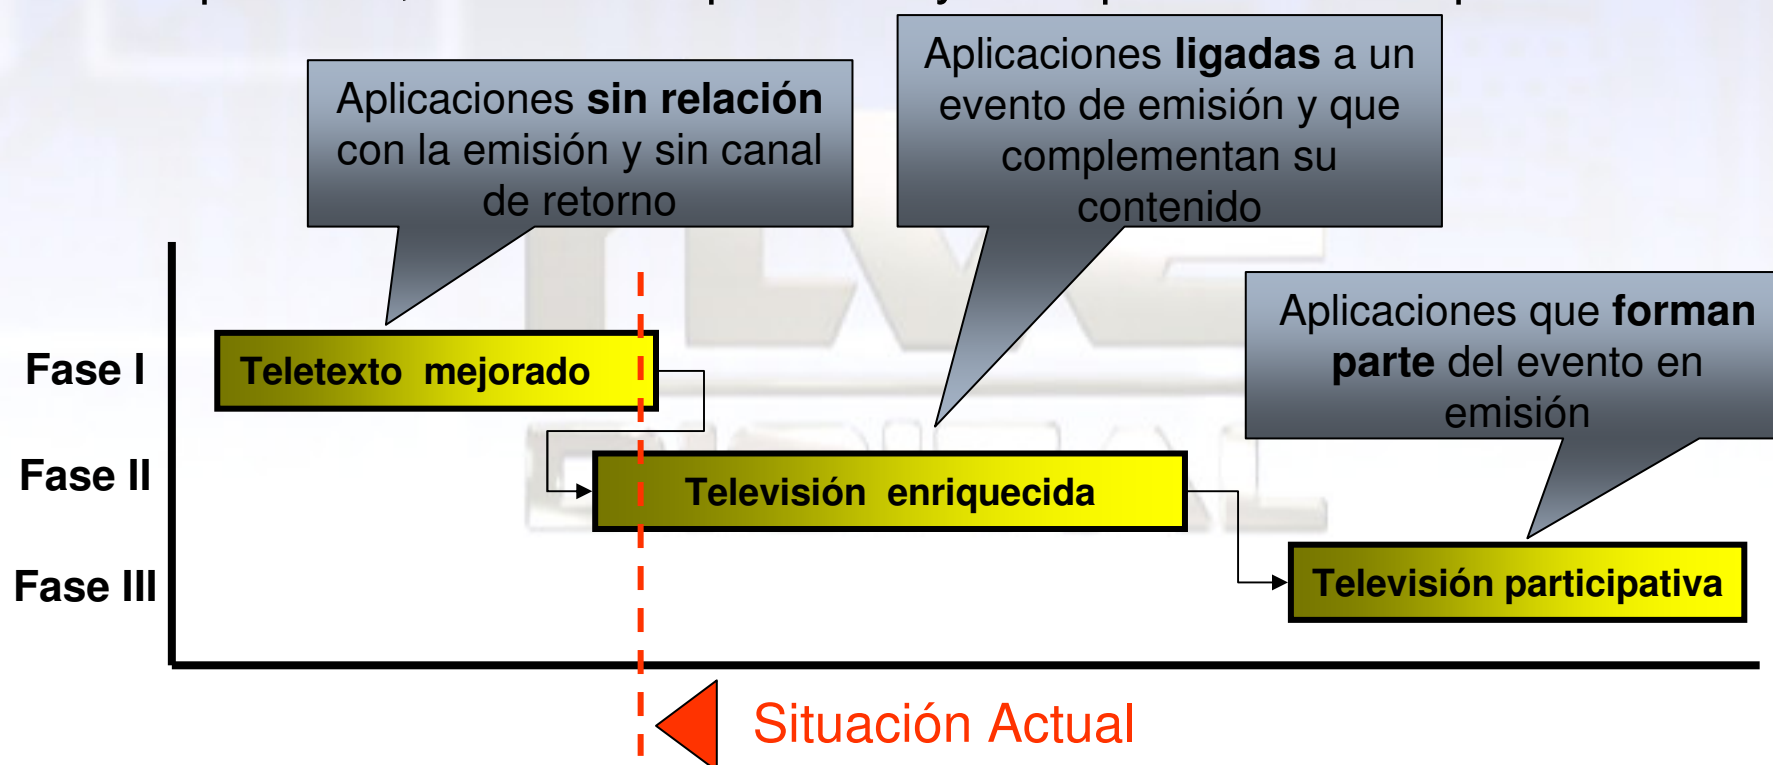 Aplicaciones sin relación
con la emisión y sin canal
de retorno
Aplicaciones ligadas a un
evento de emisión y que
complementan su
contenido
Aplicaciones que forman
parte del evento en
emisión
Fase I
Teletexto mejorado
Fase II
Televisión enriquecida
Fase III
Televisión participativa
Situación Actual